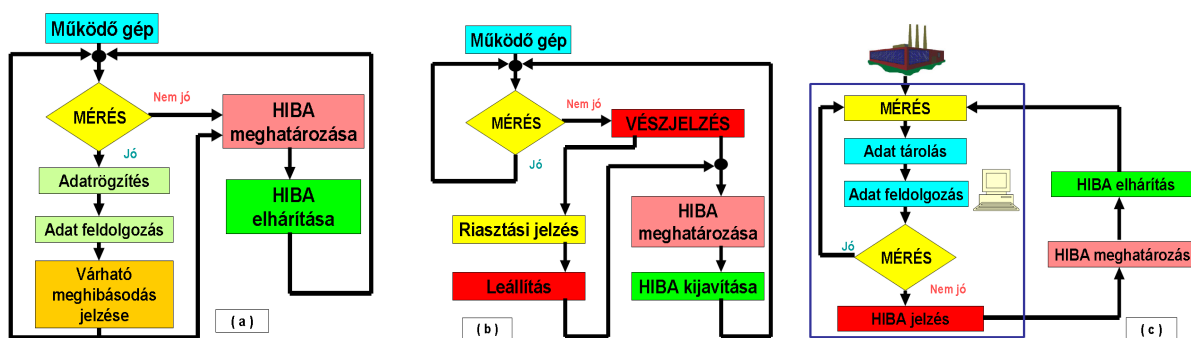 Működő gép
MÉRÉS
Nem jó
Jó
HIBA
meghatározása
Adatrögzítés
Adat feldolgozás
HIBA
elhárítása
Várható
meghibásodás
jelzése
( a )
Működő gép
MÉRÉS
Nem jó
Jó
VÉSZJELZÉS
Riasztási jelzés
Leállítás
HIBA
meghatározása
HIBA kijavítása
( b )
MÉRÉS
Adat tárolás
Adat feldolgozás
Jó
MÉRÉS
Nem jó
HIBA jelzés
HIBA elhárítás
HIBA meghatározás
( c )